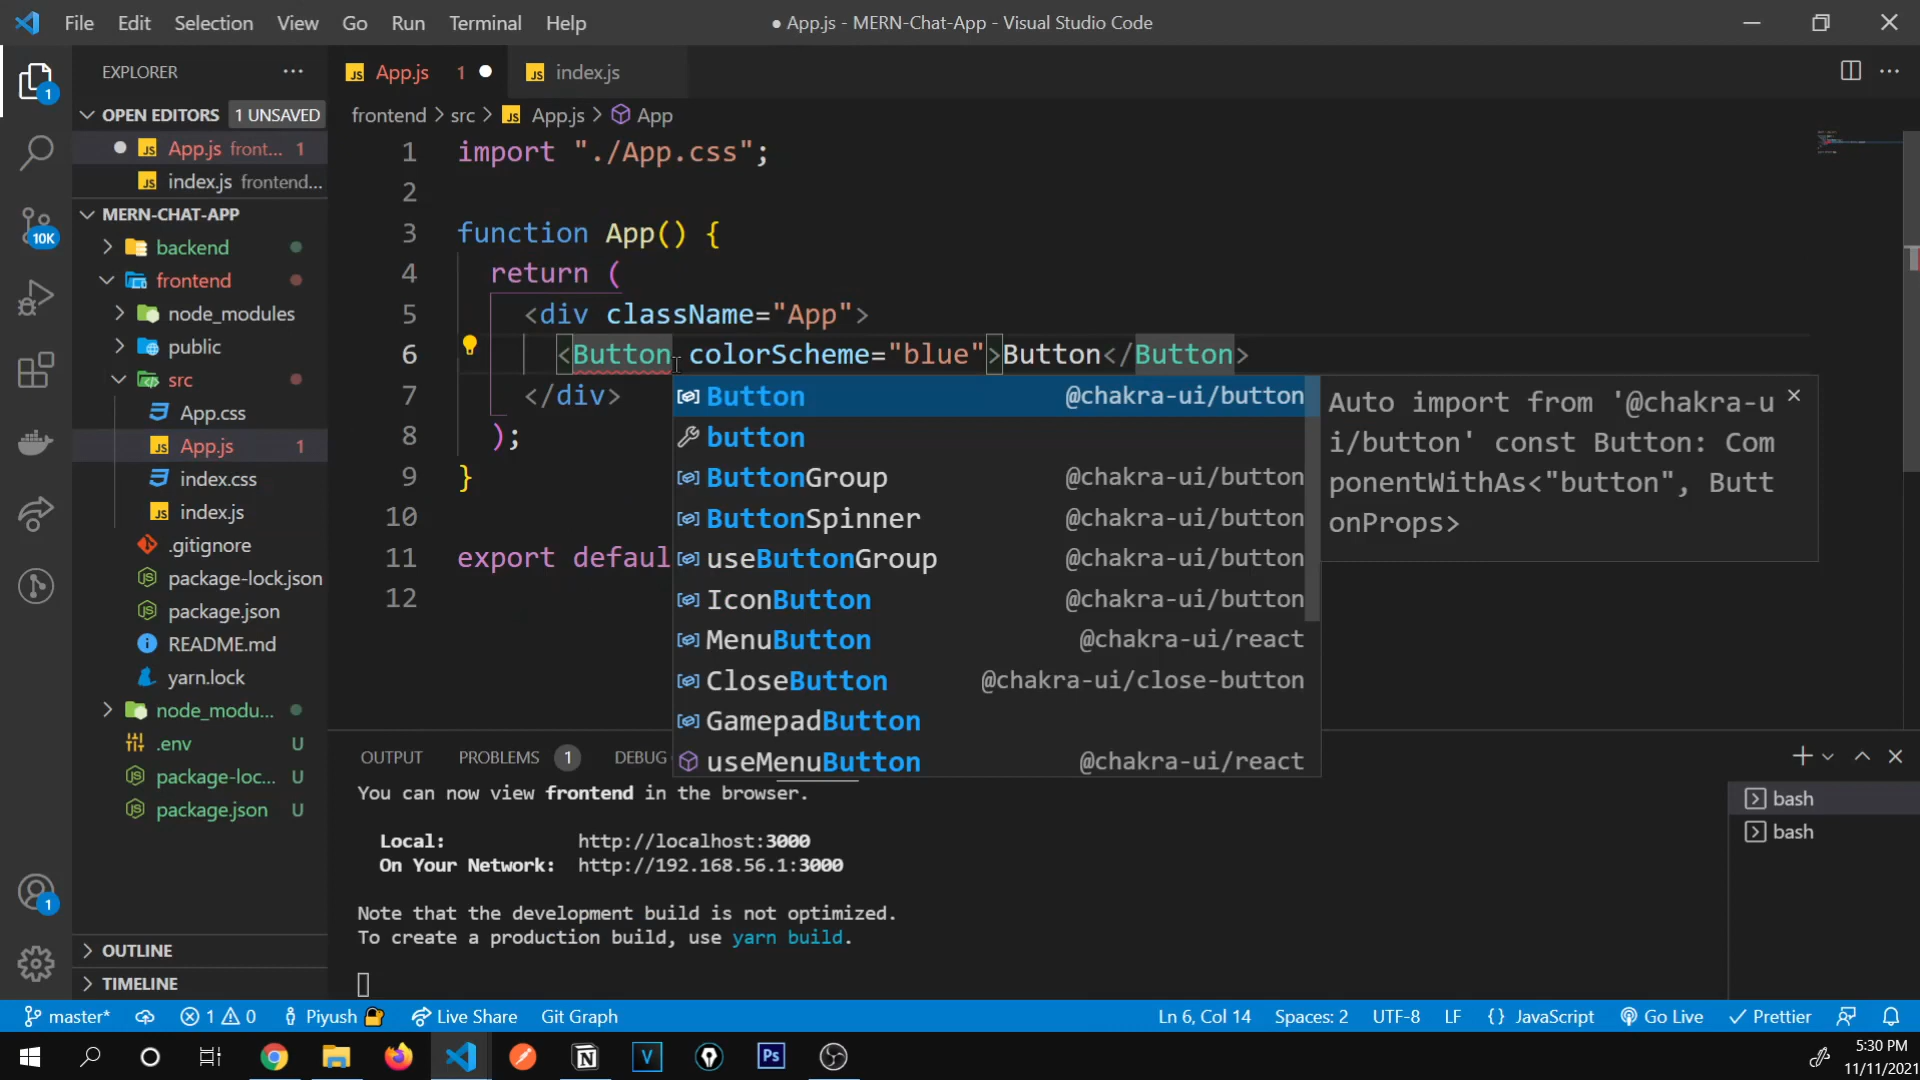 File Edit Selection View Go Run Terminal Help
● App.js - MERN-Chat-App - Visual Studio Code
EXPLORER
App.js 1
index.js
OPEN EDITORS 1 UNSAVED
App.js front... 1
index.js frontend...
MERN-CHAT-APP
backend
frontend
node_modules
public
src
App.css
App.js 1
index.css
index.js
.gitignore
package-lock.json
package.json
README.md
yarn.lock
node_modu...
.env U
package-loc... U
package.json U
OUTLINE
TIMELINE
1
10K
1
frontend > src > App.js > App
1 import "./App.css";
2
3 function App() {
4 return (
5 <div className="App">
6 <Button colorScheme="blue">Button</Button>
7 </div>
8 );
9 }
10
11 export defaul
12
Button @chakra-ui/button
button
ButtonGroup @chakra-ui/button
ButtonSpinner @chakra-ui/button
useButtonGroup @chakra-ui/button
IconButton @chakra-ui/button
MenuButton @chakra-ui/react
CloseButton @chakra-ui/close-button
GamepadButton
useMenuButton @chakra-ui/react
Auto import from '@chakra-u
i/button' const Button: Com
ponentWithAs<"button", Butt
onProps>
OUTPUT PROBLEMS 1 DEBUG
You can now view frontend in the browser.
Local: http://localhost:3000
On Your Network: http://192.168.56.1:3000
Note that the development build is not optimized.
To create a production build, use yarn build.
bash
bash
master* 1 0 Piyush Live Share Git Graph
Ln 6, Col 14 Spaces: 2 UTF-8 LF {} JavaScript Go Live Prettier
N V Ps
5:30 PM
11/11/2021